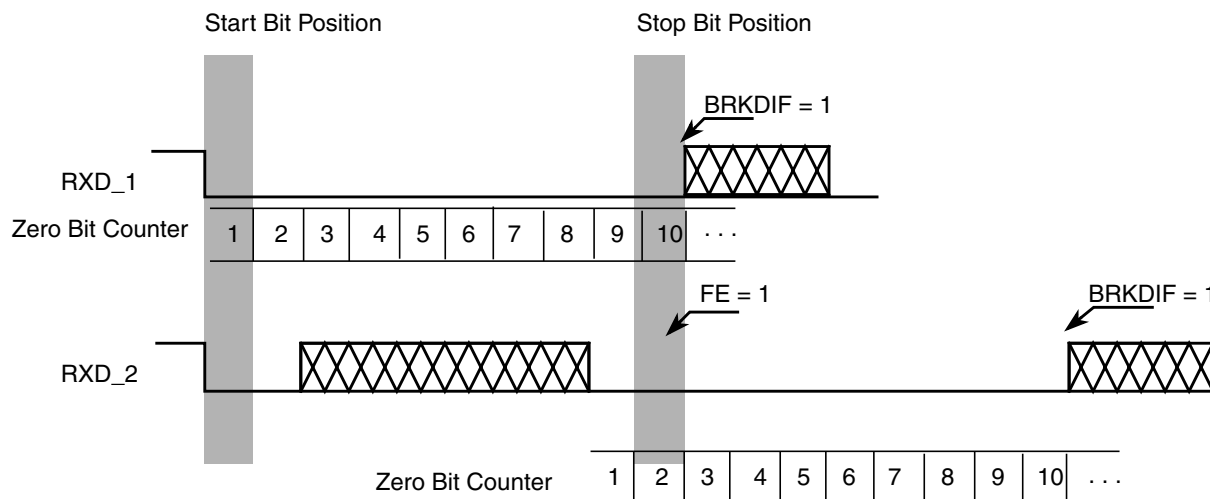 Start Bit Position
Stop Bit Position
BRKDIF = 1
RXD_1
Zero Bit Counter 1 2 3 4 5 6 7 8 9 10 . . .
FE = 1
BRKDIF = 1
RXD_2
Zero Bit Counter 1 2 3 4 5 6 7 8 9 10 . . .